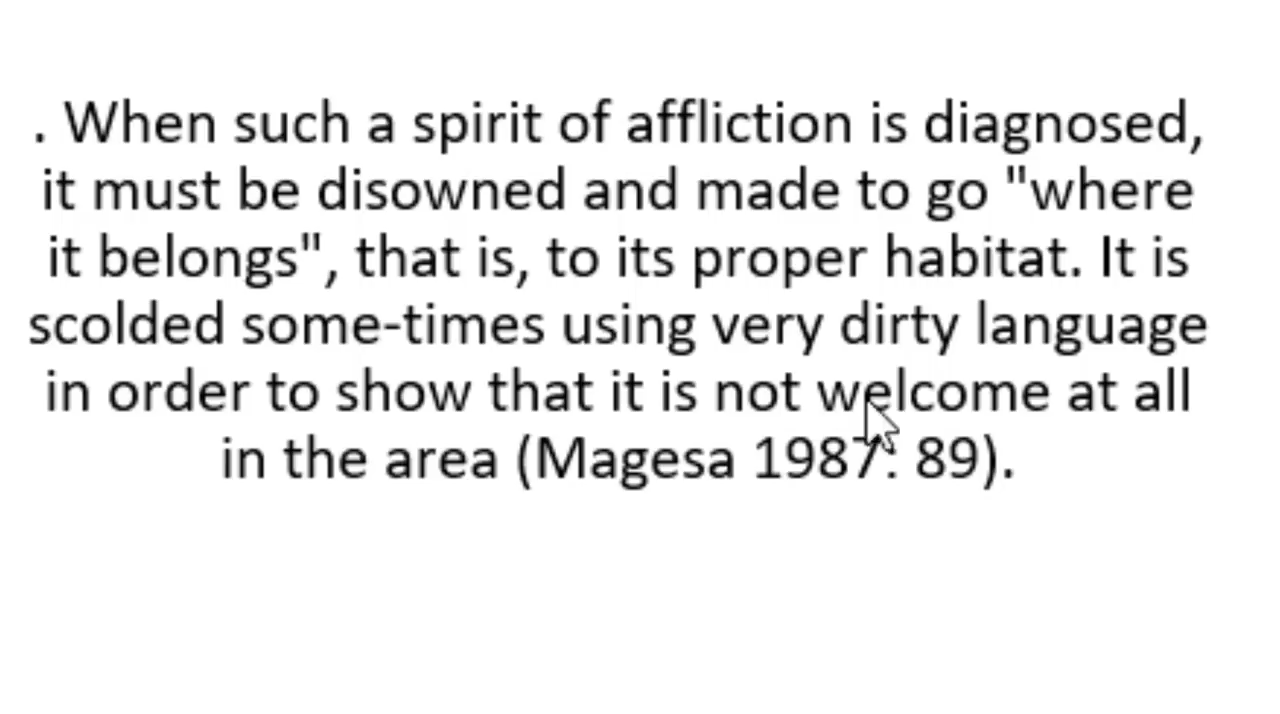 . When such a spirit of affliction is diagnosed,
it must be disowned and made to go "where
it belongs", that is, to its proper habitat. It is
scolded some-times using very dirty language
in order to show that it is not welcome at all
in the area (Magesa 1987: 89).